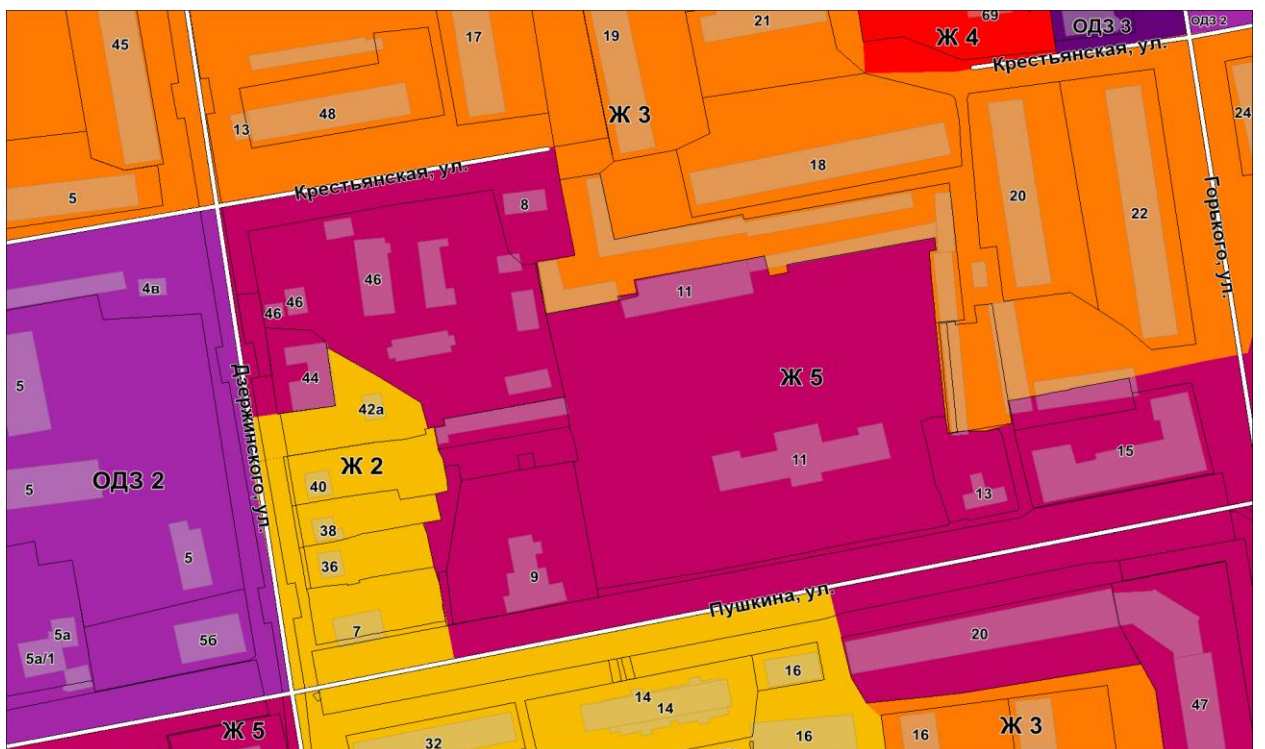 45
17
19
21
69
Ж 4
ОДЗ 3
ОДЗ 2
Крестьянская, ул.
13
48
Ж 3
24
18
5
Крестьянская, ул.
8
20
22
Горького, ул.
4в
46
46
46
11
5
44
Дзержинского, ул.
42а
Ж 5
Ж 2
11
15
5
ОДЗ 2
40
13
38
36
5
9
Пушкина, ул.
7
5а
5б
5а/1
20
16
14
14
47
Ж 5
32
16
16
Ж 3